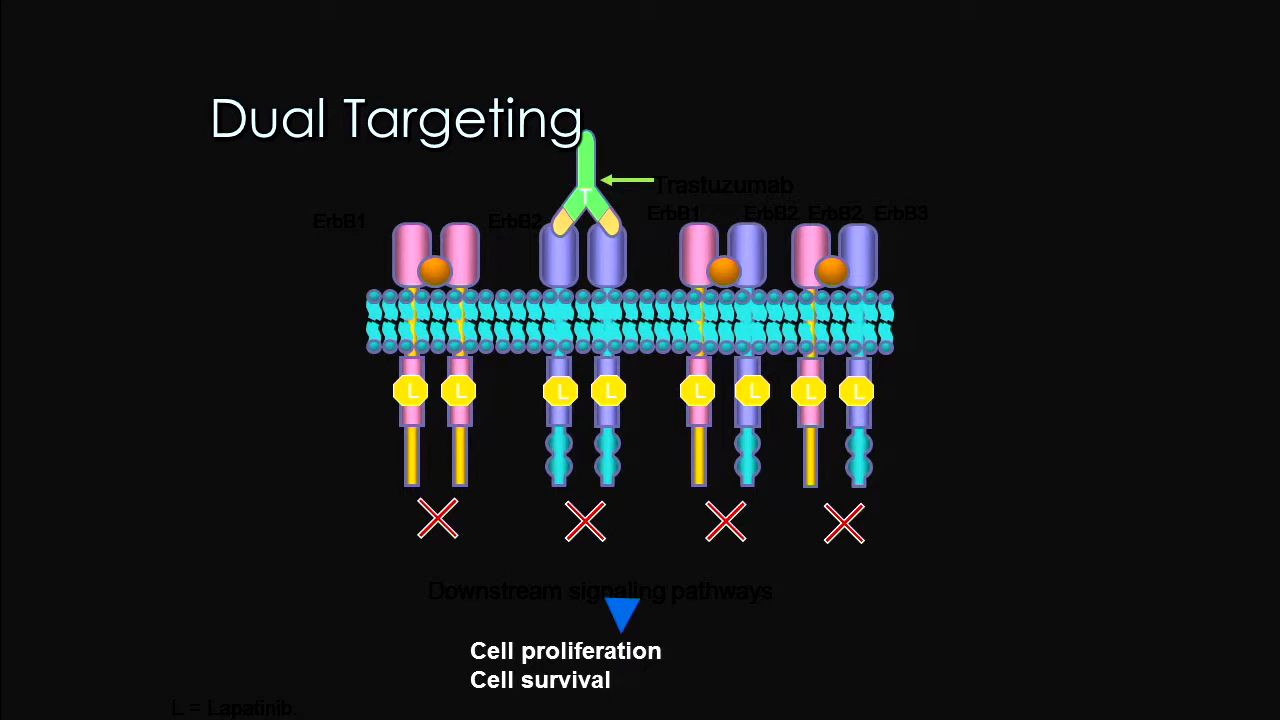 Dual Targeting
Trastuzumab
T
ErbB1 ErbB2 ErbB1 ErbB2 ErbB2 ErbB3
L L L L L L L L
Downstream signaling pathways
Cell proliferation
Cell survival
L = Lapatinib.